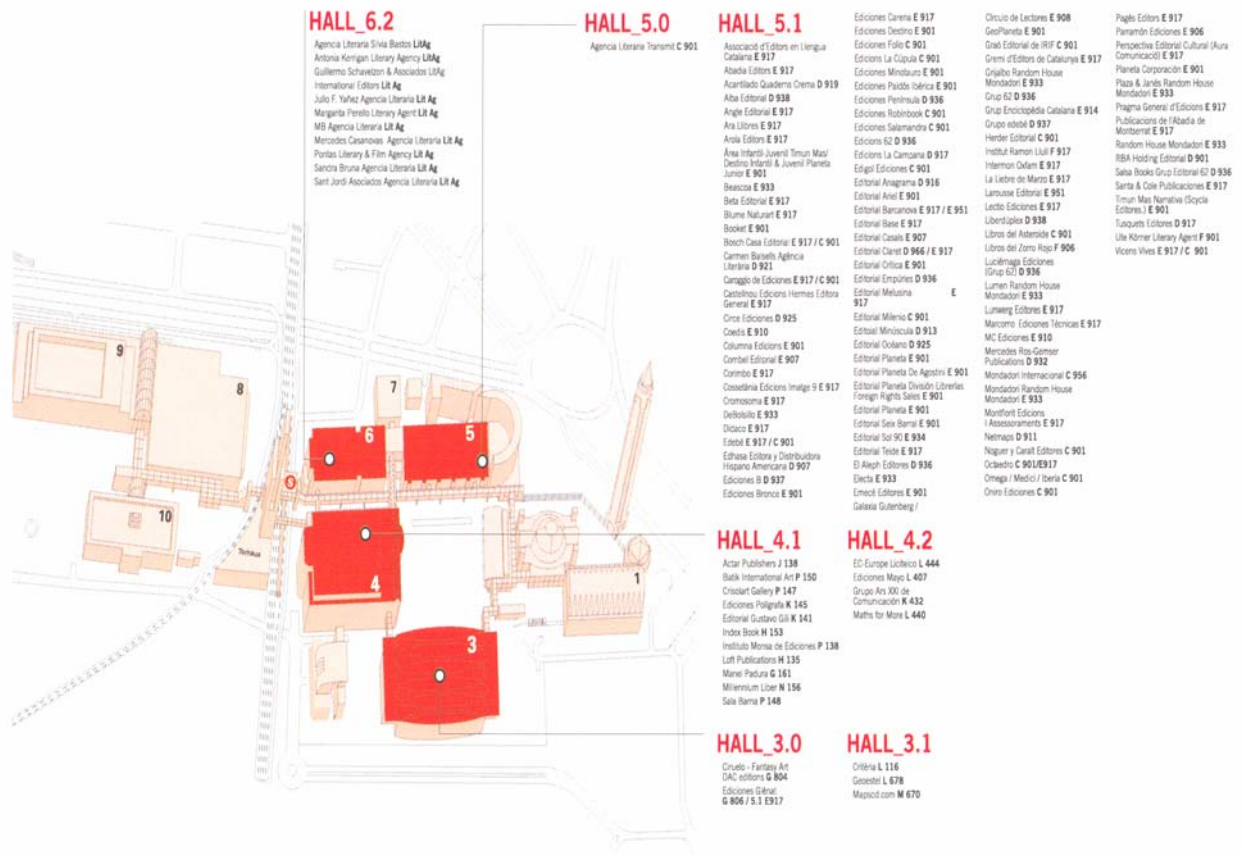 HALL_6.2
Agencia Literaria Silvia Bastos LitAg
Antonia Kerrigan Literary Agency LitAg
Guillermo Schavelzon & Asociados LitAg
International Editors Lit Ag
Julio F. Yañez Agencia Literaria Lit Ag
Margarita Perello Literary Agent Lit Ag
MB Agencia Literaria Lit Ag
Mercedes Casanovas Agencia Literaria Lit Ag
Pontas Literary & Film Agency Lit Ag
Sandra Bruna Agencia Literaria Lit Ag
Sant Jordi Asociados Agencia Literaria Lit Ag
HALL_5.0
Agencia Literaria Transmit C 901
HALL_5.1
Associació d'Editors en Llengua
Catalana E 917
Abadia Editors E 917
Acantilado Quaderns Crema D 919
Alba Editorial D 938
Angle Editorial E 917
Ara Llibres E 917
Arola Editors E 917
Área Infantil-Juvenil Timun Mas/
Destino Infantil & Juvenil Planeta
Junior E 901
Beascoa E 933
Beta Editorial E 917
Blume Naturart E 917
Booket E 901
Bosch Casa Editorial E 917 / C 901
Carmen Balsells Agència
Literària D 921
Caroggio de Ediciones E 917 / C 901
Castellnou Edicions Hermes Editora
General E 917
Circe Ediciones D 925
Coedis E 910
Columna Edicions E 901
Combel Editorial E 907
Corimbo E 917
Cossetània Edicions Imatge 9 E 917
Cromosoma E 917
DeBolsillo E 933
Didaco E 917
Edebé E 917 / C 901
Edhasa Editora y Distribuidora
Hispano Americana D 907
Ediciones B D 937
Ediciones Bronce E 901
Ediciones Carena E 917
Ediciones Destino E 901
Ediciones Folio C 901
Edicions La Cúpula C 901
Ediciones Minotauro E 901
Ediciones Paidós Ibérica E 901
Ediciones Península D 936
Ediciones Robinbook C 901
Ediciones Salamandra C 901
Edicions 62 D 936
Edicions La Campana D 917
Edigol Ediciones C 901
Editorial Anagrama D 916
Editorial Ariel E 901
Editorial Barcanova E 917 / E 951
Editorial Base E 917
Editorial Casals E 907
Editorial Claret D 966 / E 917
Editorial Crítica E 901
Editorial Empúries D 936
Editorial Melusina E
917
Editorial Milenio C 901
Editoial Minúscula D 913
Editorial Océano D 925
Editorial Planeta E 901
Editorial Planeta De Agostini E 901
Editorial Planeta División Librerías
Foreign Rights Sales E 901
Editorial Planeta E 901
Editorial Seix Barral E 901
Editorial Sol 90 E 934
Editorial Teide E 917
El Aleph Editores D 936
Electa E 933
Emecé Editores E 901
Galaxia Gutenberg /
Círculo de Lectores E 908
GeoPlaneta E 901
Graó Editorial de IRIF C 901
Gremi d'Editors de Catalunya E 917
Grijalbo Random House
Mondadori E 933
Grup 62 D 936
Grup Enciclopèdia Catalana E 914
Grupo edebé D 937
Herder Editorial C 901
Institut Ramon Llull F 917
Intermon Oxfam E 917
La Liebre de Marzo E 917
Larousse Editorial E 951
Lectio Ediciones E 917
Liberdúplex D 938
Libros del Asteroide C 901
Libros del Zorro Rojo F 906
Luciérnaga Ediciones
(Grup 62) D 936
Lumen Random House
Mondadori E 933
Lunwerg Editores E 917
Marcombo Ediciones Técnicas E 917
MC Ediciones E 910
Mercedes Ros-Gemser
Publications D 932
Mondadori Internacional C 956
Mondadori Random House
Mondadori E 933
Montfort Edicions
i Assessoraments E 917
Netmaps D 911
Noguer y Caralt Editores C 901
Octaedro C 901/E917
Omega / Medici / Iberia C 901
Oniro Ediciones C 901
Pagès Editors E 917
Parramón Ediciones E 906
Perspectiva Editorial Cultural (Aura
Comunicació) E 917
Planeta Corporación E 901
Plaza & Janés Random House
Mondadori E 933
Pragma General d'Edicions E 917
Publicacions de l'Abadia de
Montserrat E 917
Random House Mondadori E 933
RBA Holding Editorial D 901
Salsa Books Grup Editorial 62 D 936
Santa & Cole Publicaciones E 917
Timun Mas Narrativa (Scycla
Editores.) E 901
Tusquets Editores D 917
Ute Körner Literary Agent F 901
Vicens Vives E 917 / C 901
9
8
7
6
5
S
10
Torhaus
4
1
3
HALL_4.1
Actar Publishers J 138
Batik International Art P 150
Crisolart Gallery P 147
Ediciones Polígrafa K 145
Editorial Gustavo Gili K 141
Index Book H 153
Instituto Monsa de Ediciones P 138
Loft Publications H 135
Manel Padura G 161
Millennium Liber N 156
Sala Barna P 148
HALL_4.2
EC-Europe Liciteico L 444
Ediciones Mayo L 407
Grupo Ars XXI de
Comunicación K 432
Maths for More L 440
HALL_3.0
Ciruelo - Fantasy Art
DAC editions G 804
Ediciones Glénat
G 806 / 5.1 E917
HALL_3.1
Critèria L 116
Geoestel L 678
Mapscd.com M 670